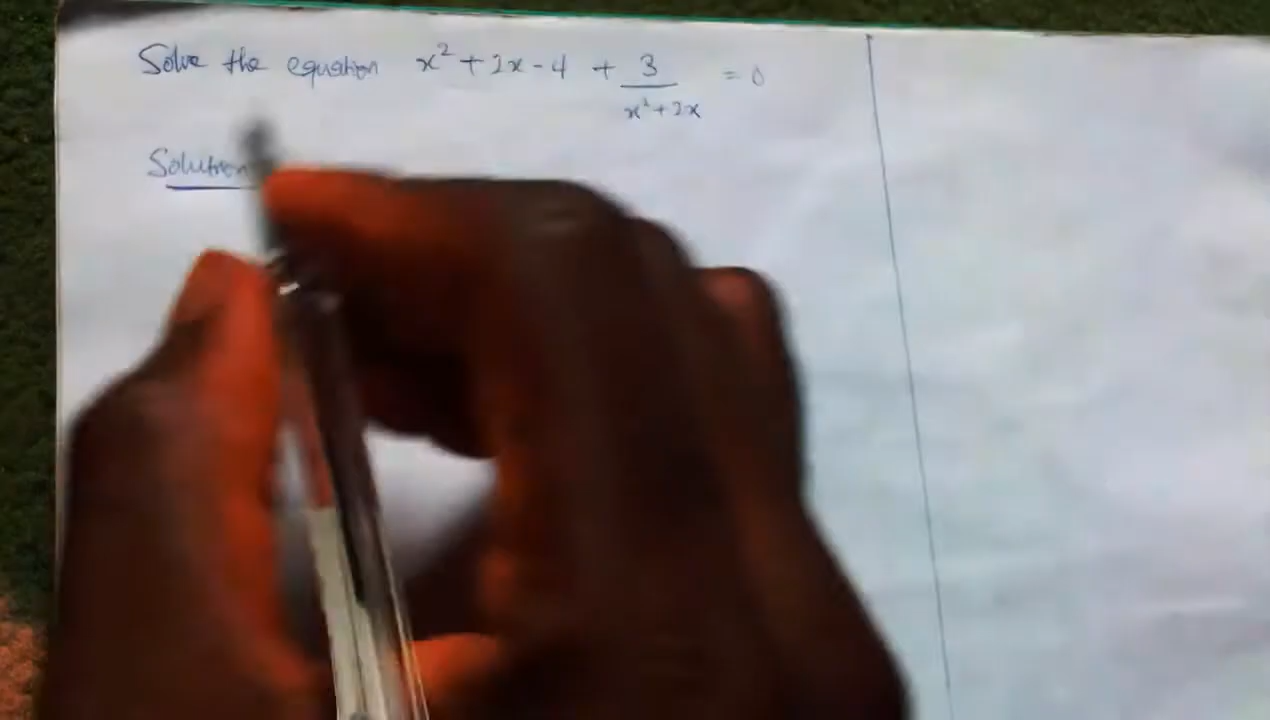 Solve the equation x² + 2x - 4 + 3/(x² + 2x) = 0
Solution